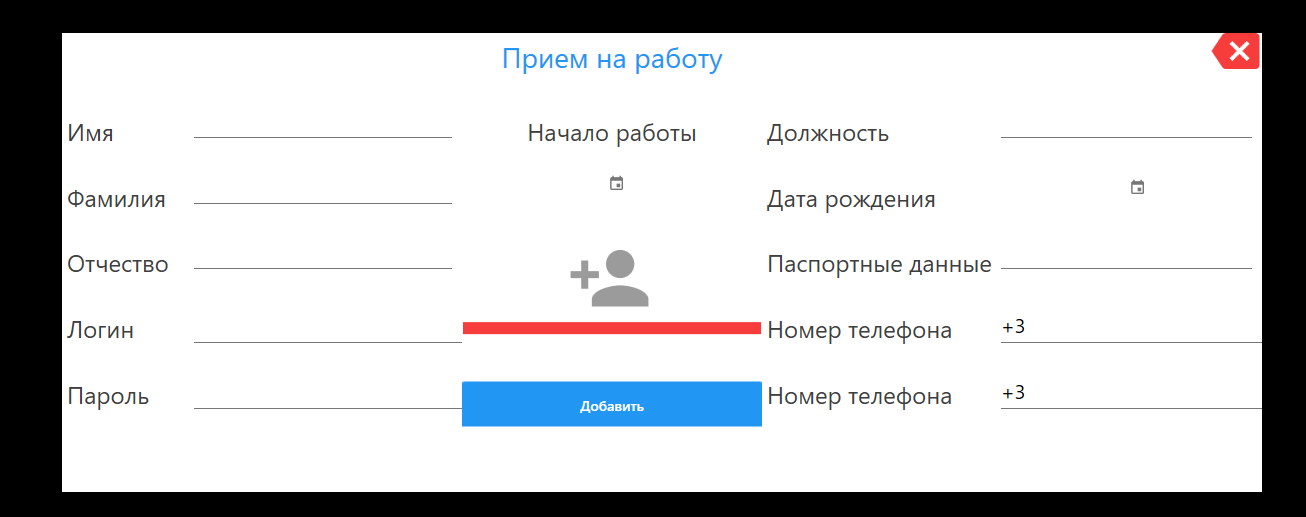 Прием на работу
Имя
Начало работы
Должность
Фамилия
Дата рождения
Отчество
Паспортные данные
Логин
Номер телефона
+3
Пароль
Добавить
Номер телефона
+3